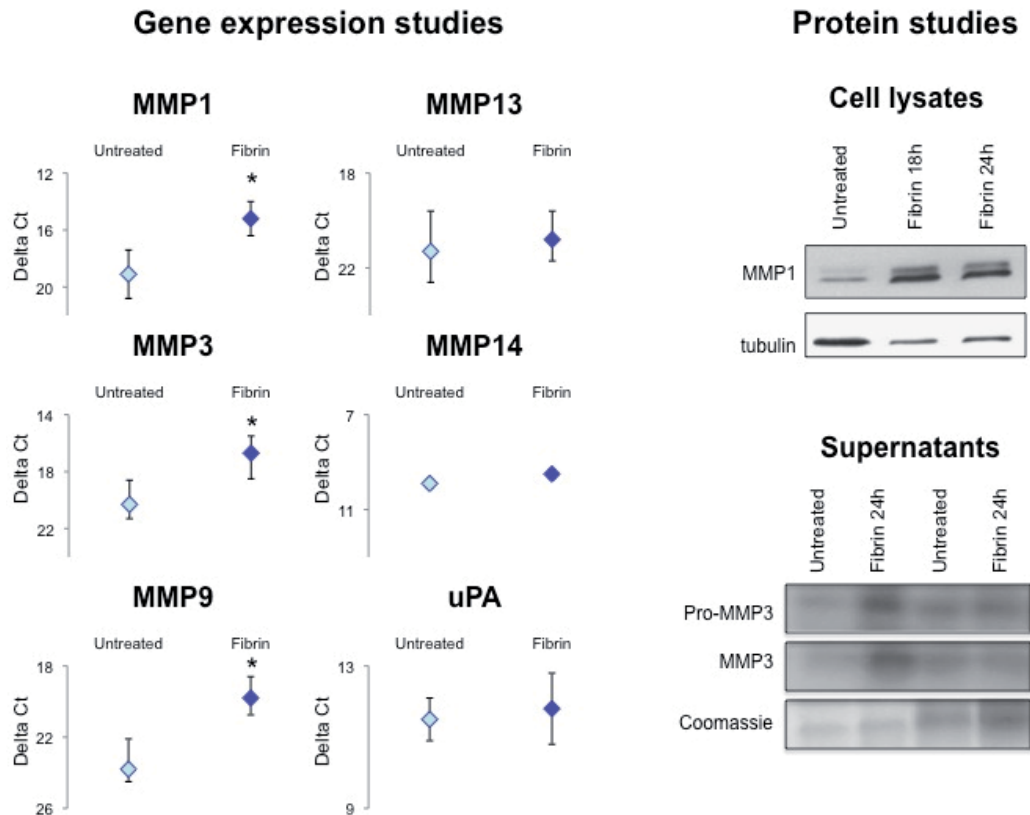 Gene expression studies
MMP1
Untreated
Fibrin
*
12
16
20
Delta Ct
MMP13
Untreated
Fibrin
18
22
Delta Ct
MMP3
Untreated
Fibrin
*
14
18
22
Delta Ct
MMP14
Untreated
Fibrin
7
11
Delta Ct
MMP9
Untreated
Fibrin
*
18
22
26
Delta Ct
uPA
Untreated
Fibrin
13
9
Delta Ct
Protein studies
Cell lysates
Untreated
Fibrin 18h
Fibrin 24h
MMP1
tubulin
Supernatants
Untreated
Fibrin 24h
Untreated
Fibrin 24h
Pro-MMP3
MMP3
Coomassie